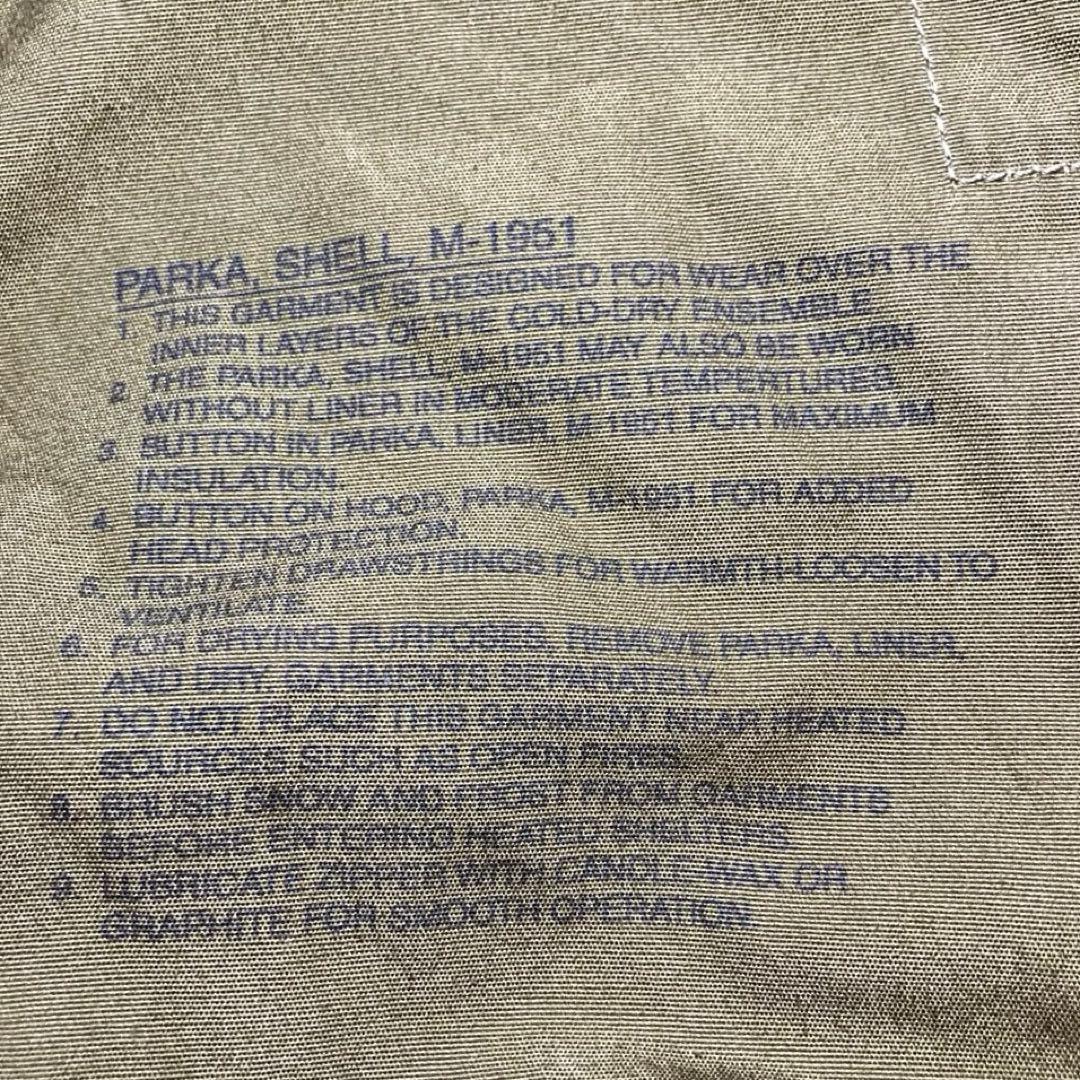 PARKA, SHELL, M-1951
1. THIS GARMENT IS DESIGNED FOR WEAR OVER THE
INNER LAYERS OF THE COLD-DRY ENSEMBLE
2. THE PARKA, SHELL, M-1951 MAY ALSO BE WORN
WITHOUT LINER IN MODERATE TEMPERTURES
3. BUTTON IN PARKA, LINER, M 1951 FOR MAXIMUM
INSULATION.
4. BUTTON ON HOOD, PARKA, M-1951 FOR ADDED
HEAD PROTECTION.
5. TIGHTEN DRAWSTRINGS FOR WARMTH-LOOSEN TO
VENTILATE.
6. FOR DRYING PURPOSES, REMOVE PARKA, LINER,
AND DRY, GARMENTS SEPARATELY.
7. DO NOT PLACE THIS GARMENT NEAR HEATED
SOURCES SUCH AS OPEN FIRES.
8. BRUSH SNOW AND FROST FROM GARMENTS
BEFORE ENTERING HEATED SHELTERS
9. LUBRICATE ZIPPER WITH CANDLE-WAX OR
GRAPHITE FOR SMOOTH OPERATION.